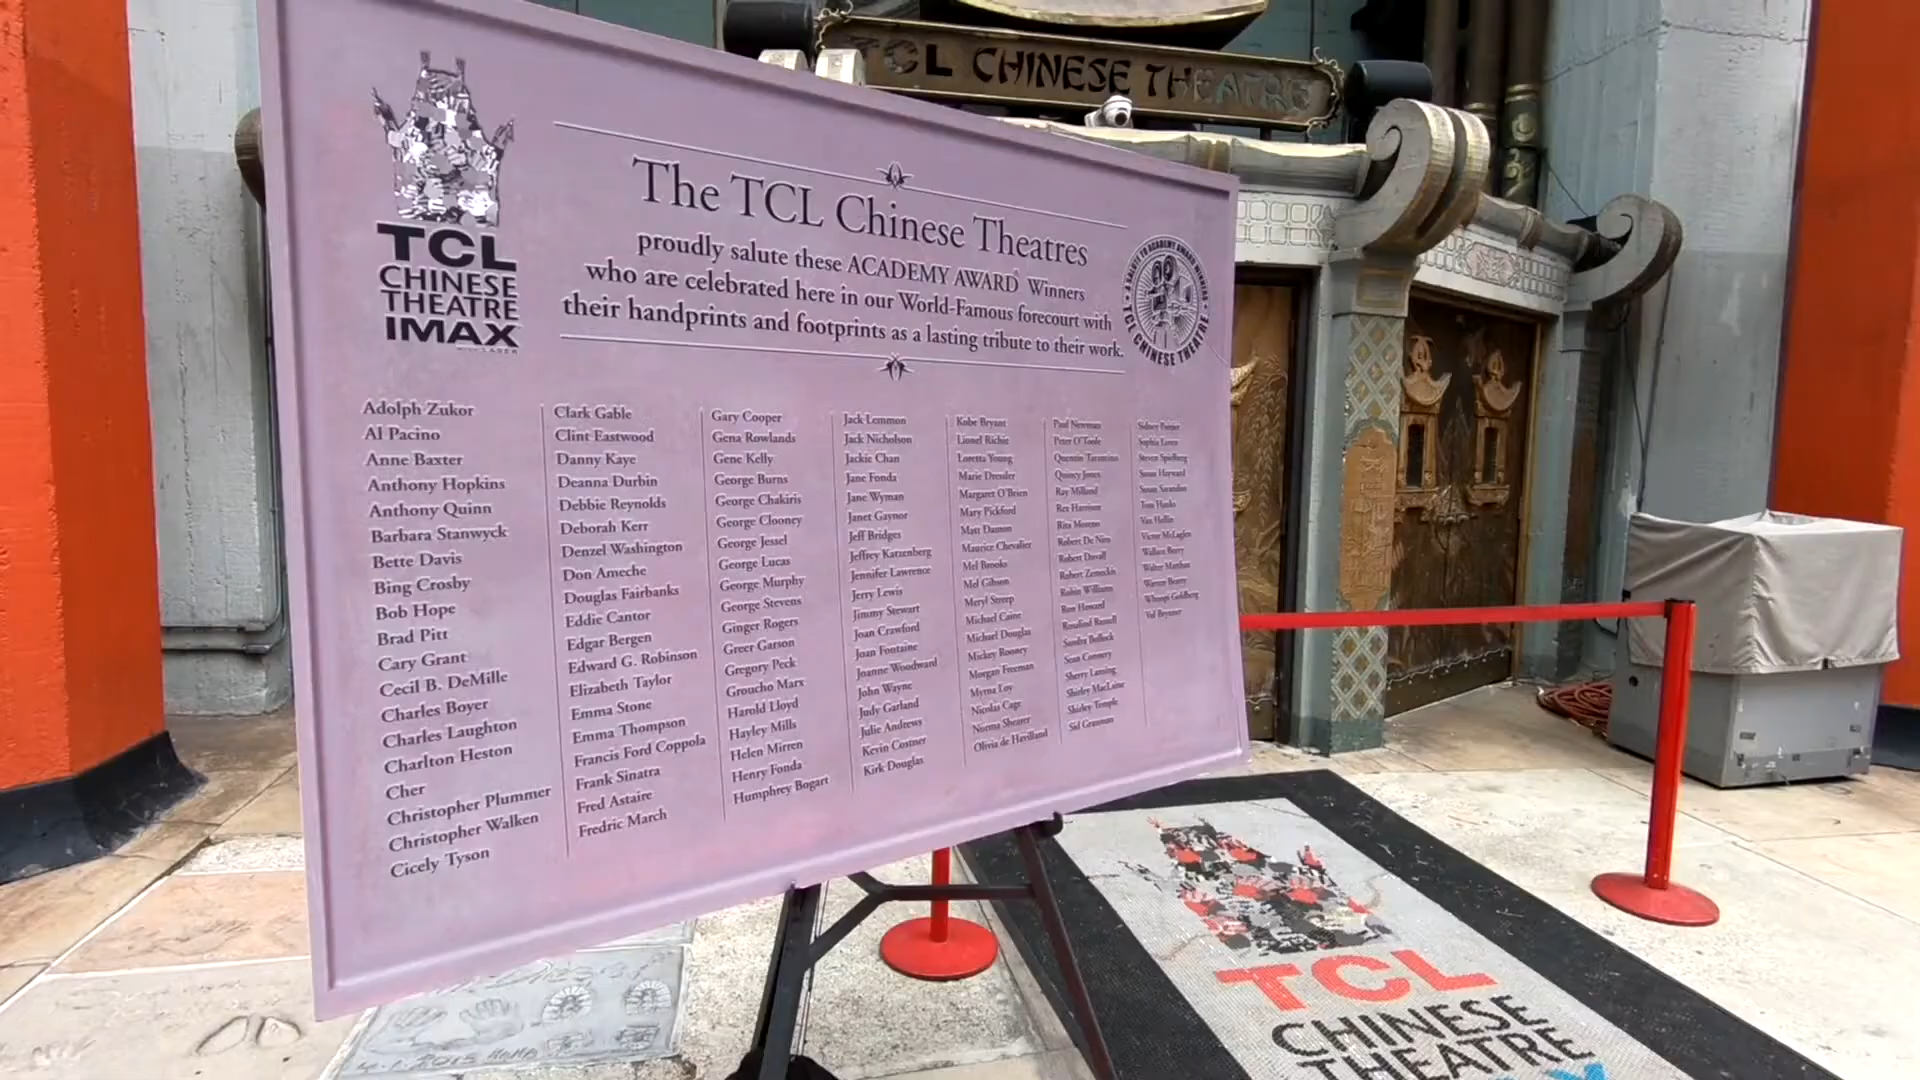 TCL CHINESE THEATRE
TCL
CHINESE
THEATRE
IMAX
The TCL Chinese Theatres
proudly salute these ACADEMY AWARD® Winners
who are celebrated here in our World-Famous forecourt with
their handprints and footprints as a lasting tribute to their work.
A SALUTE TO ACADEMY AWARD WINNERS
TCL CHINESE THEATRE
Adolph Zukor
Al Pacino
Anne Baxter
Anthony Hopkins
Anthony Quinn
Barbara Stanwyck
Bette Davis
Bing Crosby
Bob Hope
Brad Pitt
Cary Grant
Cecil B. DeMille
Charles Boyer
Charles Laughton
Charlton Heston
Cher
Christopher Plummer
Christopher Walken
Cicely Tyson
Clark Gable
Clint Eastwood
Danny Kaye
Deanna Durbin
Debbie Reynolds
Deborah Kerr
Denzel Washington
Don Ameche
Douglas Fairbanks
Eddie Cantor
Edgar Bergen
Edward G. Robinson
Elizabeth Taylor
Emma Stone
Emma Thompson
Francis Ford Coppola
Frank Sinatra
Fred Astaire
Fredric March
Gary Cooper
Gena Rowlands
Gene Kelly
George Burns
George Chakiris
George Clooney
George Jessel
George Lucas
George Murphy
George Stevens
Ginger Rogers
Greer Garson
Gregory Peck
Groucho Marx
Harold Lloyd
Hayley Mills
Helen Mirren
Henry Fonda
Humphrey Bogart
Jack Lemmon
Jack Nicholson
Jackie Chan
Jane Fonda
Jane Wyman
Janet Gaynor
Jeff Bridges
Jeffrey Katzenberg
Jennifer Lawrence
Jerry Lewis
Jimmy Stewart
Joan Crawford
Joan Fontaine
Joanne Woodward
John Wayne
Judy Garland
Julie Andrews
Kevin Costner
Kirk Douglas
Kobe Bryant
Lionel Richie
Loretta Young
Marie Dressler
Margaret O'Brien
Mary Pickford
Matt Damon
Maurice Chevalier
Mel Brooks
Mel Gibson
Meryl Streep
Michael Caine
Michael Douglas
Mickey Rooney
Morgan Freeman
Myrna Loy
Nicolas Cage
Norma Shearer
Olivia de Havilland
Paul Newman
Peter O'Toole
Quentin Tarantino
Quincy Jones
Ray Milland
Rex Harrison
Rita Moreno
Robert De Niro
Robert Duvall
Robert Zemeckis
Robin Williams
Ron Howard
Rosalind Russell
Sandra Bullock
Sean Connery
Sherry Lansing
Shirley MacLaine
Shirley Temple
Sid Grauman
Sidney Poitier
Sophia Loren
Steven Spielberg
Susan Hayward
Susan Sarandon
Tom Hanks
Van Heflin
Victor McLaglen
Wallace Beery
Walter Matthau
Warren Beatty
Whoopi Goldberg
Yul Brynner
TCL
CHINESE
THEATRE